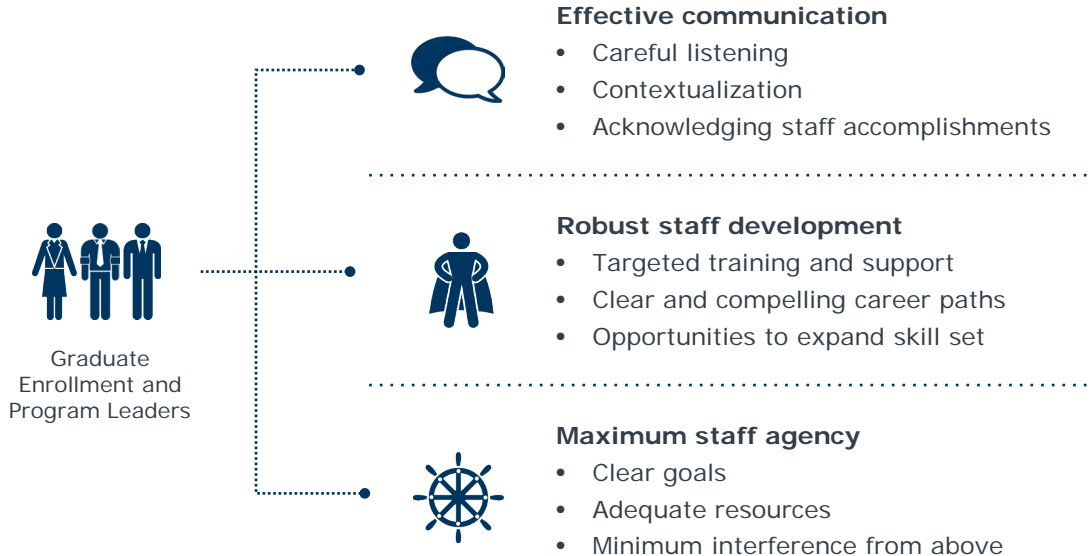 Effective communication
• Careful listening
• Contextualization
• Acknowledging staff accomplishments
Robust staff development
• Targeted training and support
• Clear and compelling career paths
• Opportunities to expand skill set
Graduate
Enrollment and
Program Leaders
Maximum staff agency
• Clear goals
• Adequate resources
• Minimum interference from above